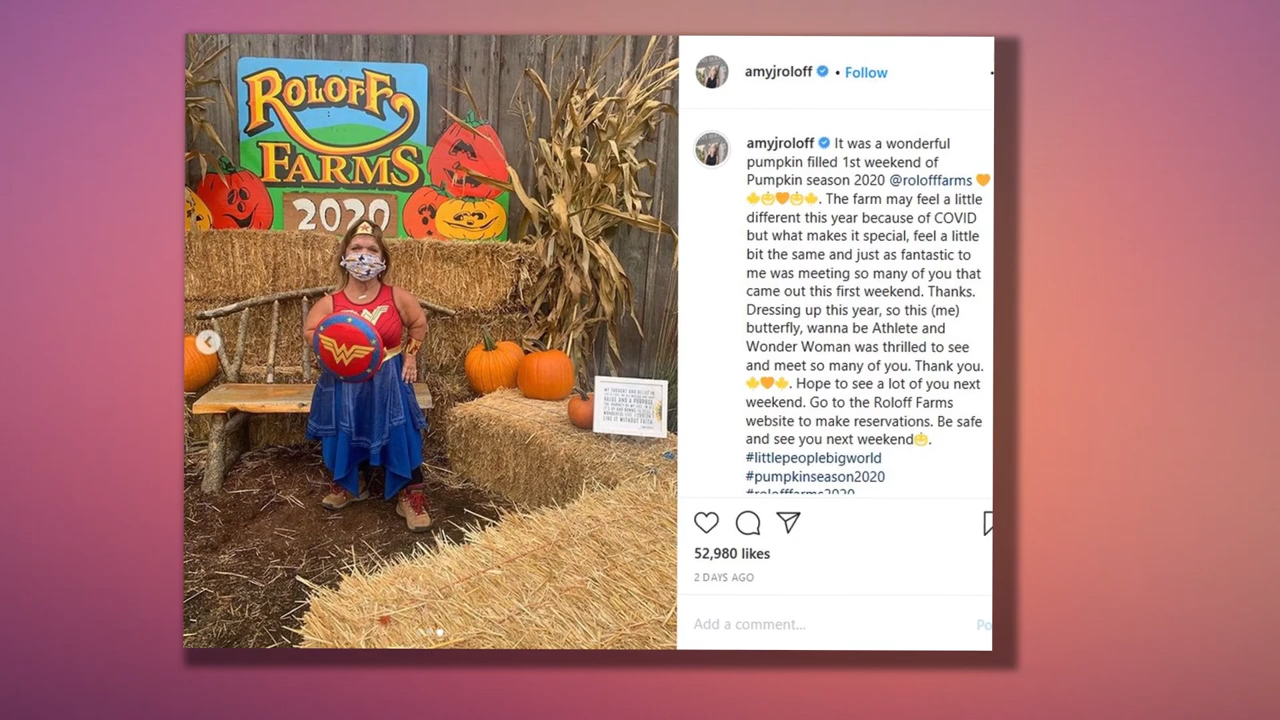 ROLOFF
FARMS
2020
amyjroloff • Follow
amyjroloff It was a wonderful
pumpkin filled 1st weekend of
Pumpkin season 2020 @rolofffarms 🧡
🍁🎃🧡🎃🍁. The farm may feel a little
different this year because of COVID
but what makes it special, feel a little
bit the same and just as fantastic to
me was meeting so many of you that
came out this first weekend. Thanks.
Dressing up this year, so this (me)
butterfly, wanna be Athlete and
Wonder Woman was thrilled to see
and meet so many of you. Thank you.
🍁🧡🍁. Hope to see a lot of you next
weekend. Go to the Roloff Farms
website to make reservations. Be safe
and see you next weekend🎃.
#littlepeoplebigworld
#pumpkinseason2020
#rolofffarms2020
52,980 likes
2 DAYS AGO
Add a comment...
Po